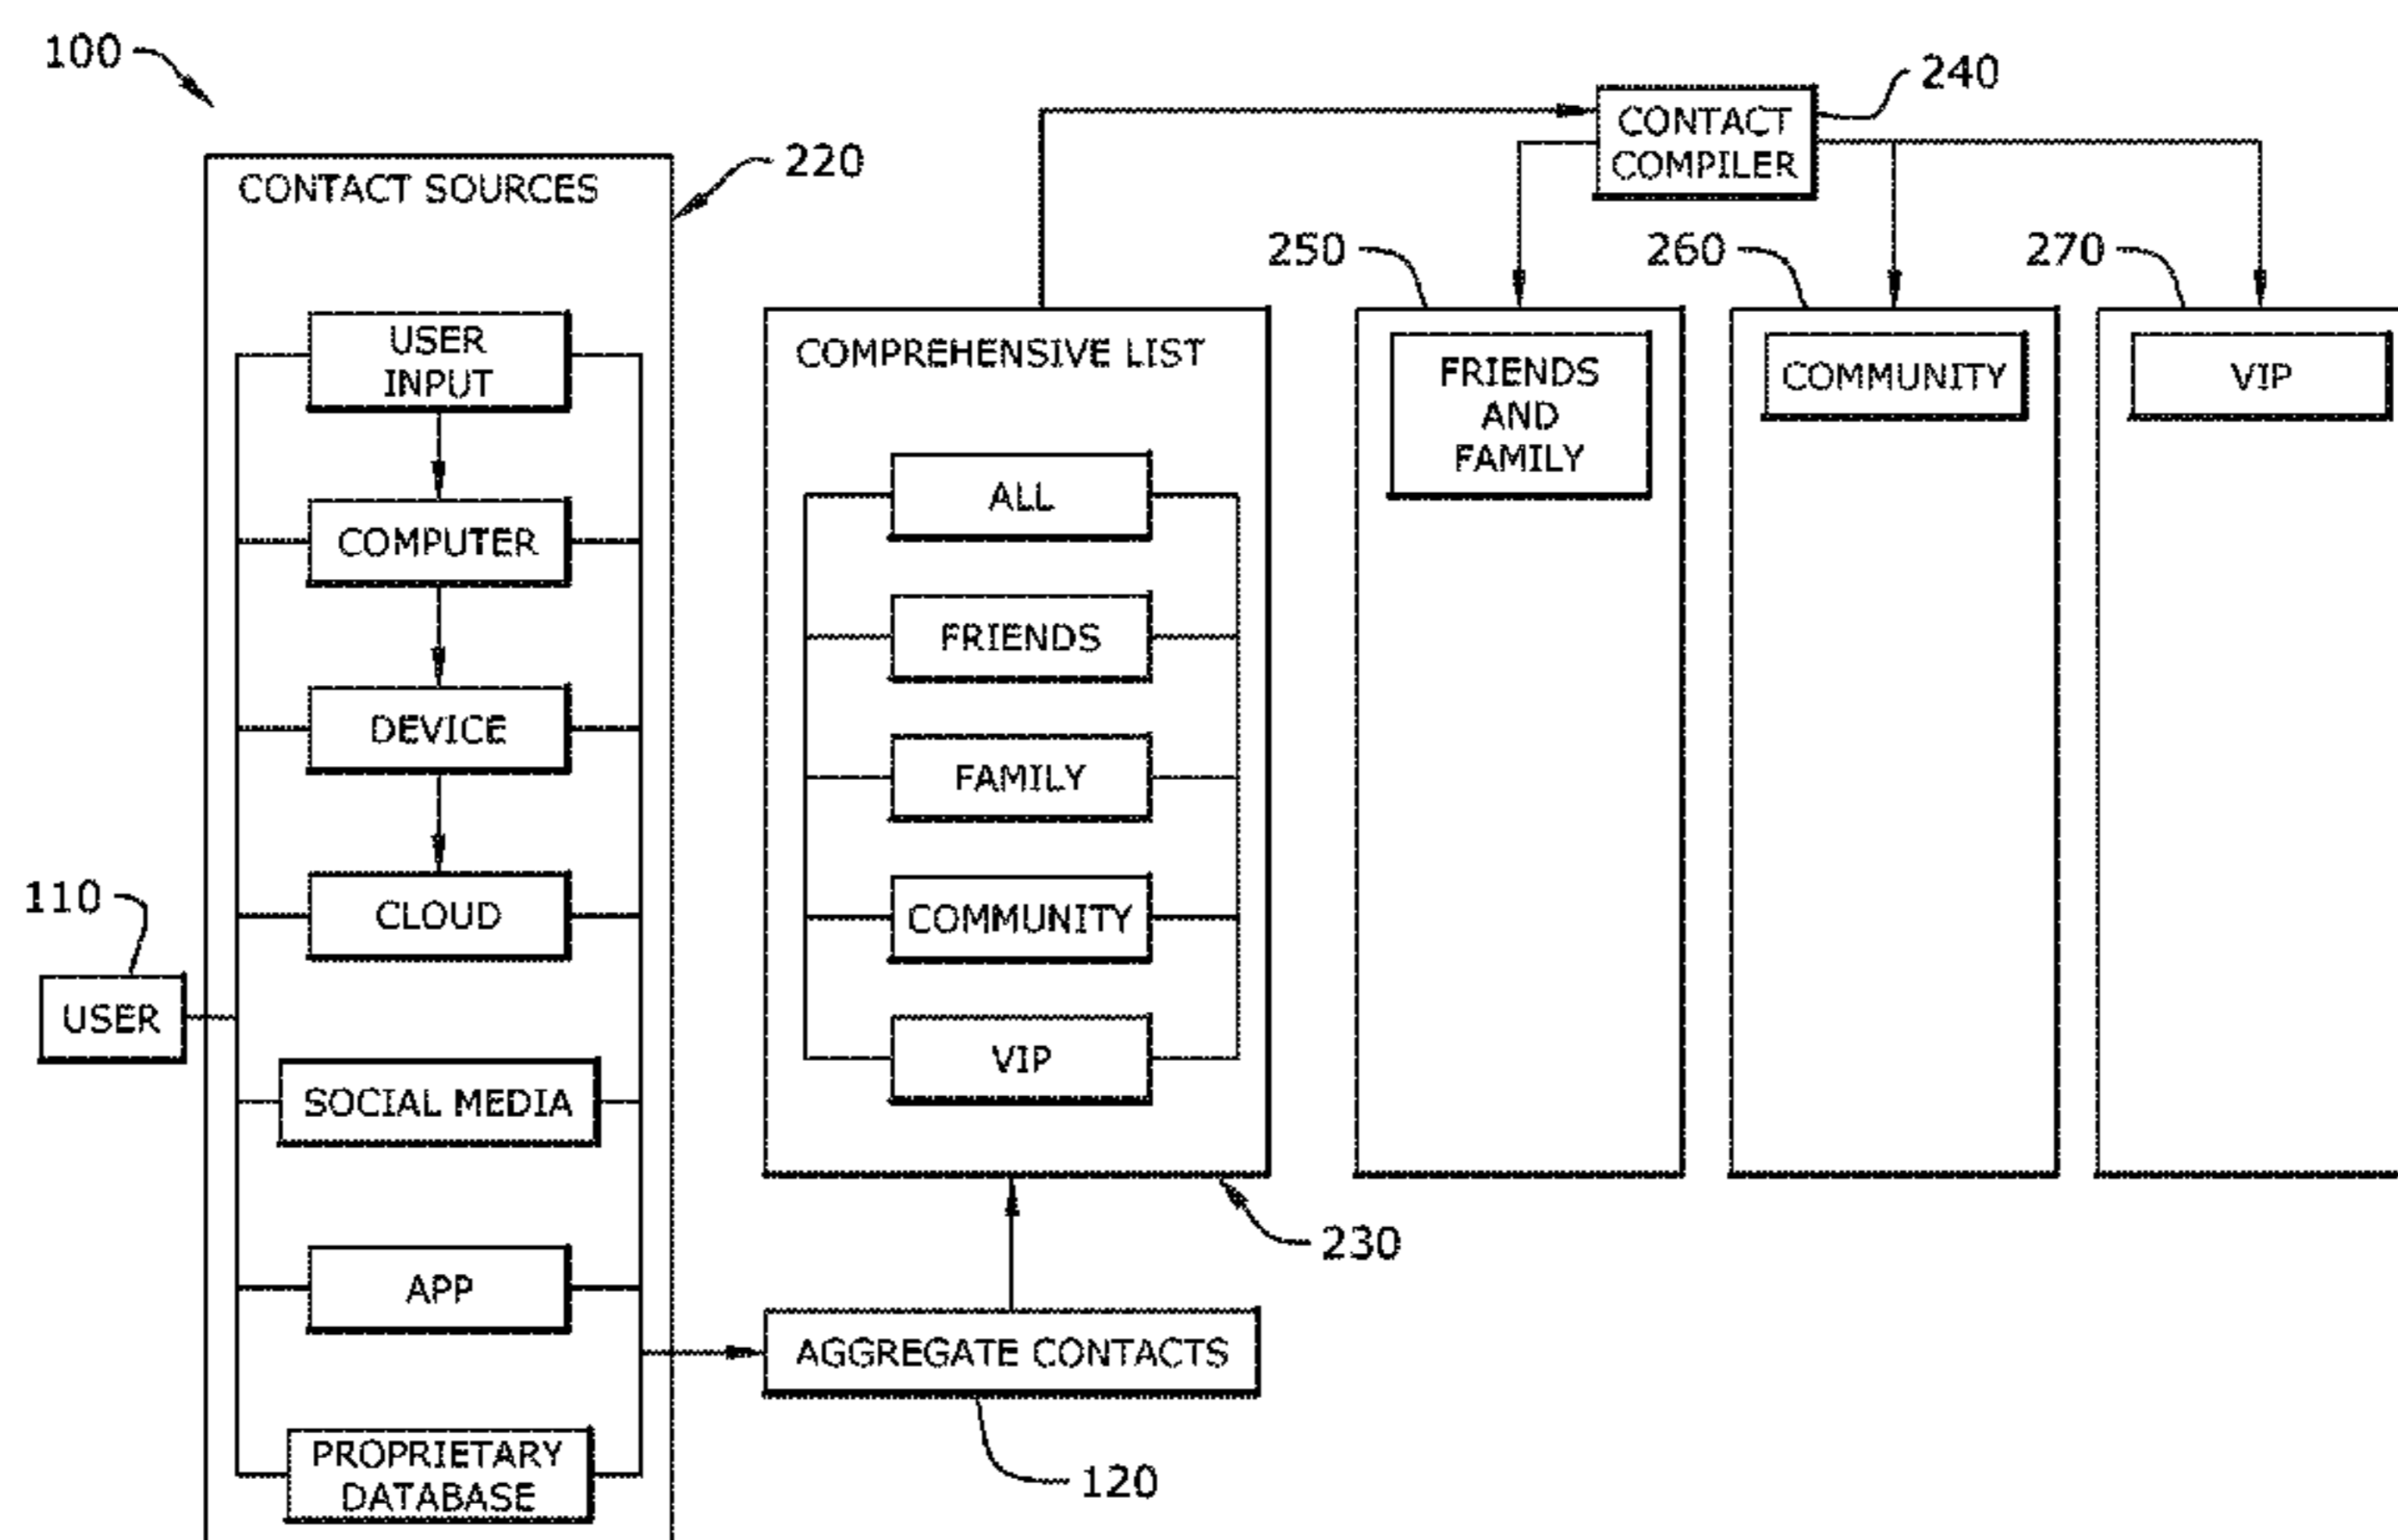 100
CONTACT SOURCES
220
USER
INPUT
COMPUTER
DEVICE
CLOUD
110
USER
SOCIAL MEDIA
APP
PROPRIETARY
DATABASE
COMPREHENSIVE LIST
ALL
FRIENDS
FAMILY
COMMUNITY
VIP
230
AGGREGATE CONTACTS
120
CONTACT
COMPILER
240
250
FRIENDS
AND
FAMILY
260
COMMUNITY
270
VIP